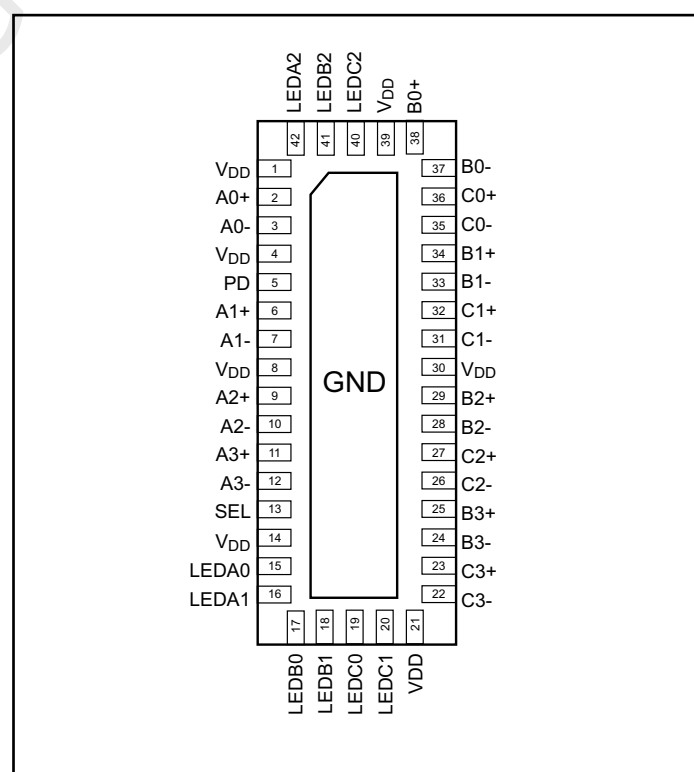 LEDA2 LEDB2 LEDC2 VDD B0+
42 41 40 39 38
VDD 1
A0+ 2
A0- 3
VDD 4
PD 5
A1+ 6
A1- 7
VDD 8
A2+ 9
A2- 10
A3+ 11
A3- 12
SEL 13
VDD 14
LEDA0 15
LEDA1 16
GND
37 B0-
36 C0+
35 C0-
34 B1+
33 B1-
32 C1+
31 C1-
30 VDD
29 B2+
28 B2-
27 C2+
26 C2-
25 B3+
24 B3-
23 C3+
22 C3-
17 18 19 20 21
LEDB0 LEDB1 LEDC0 LEDC1 VDD